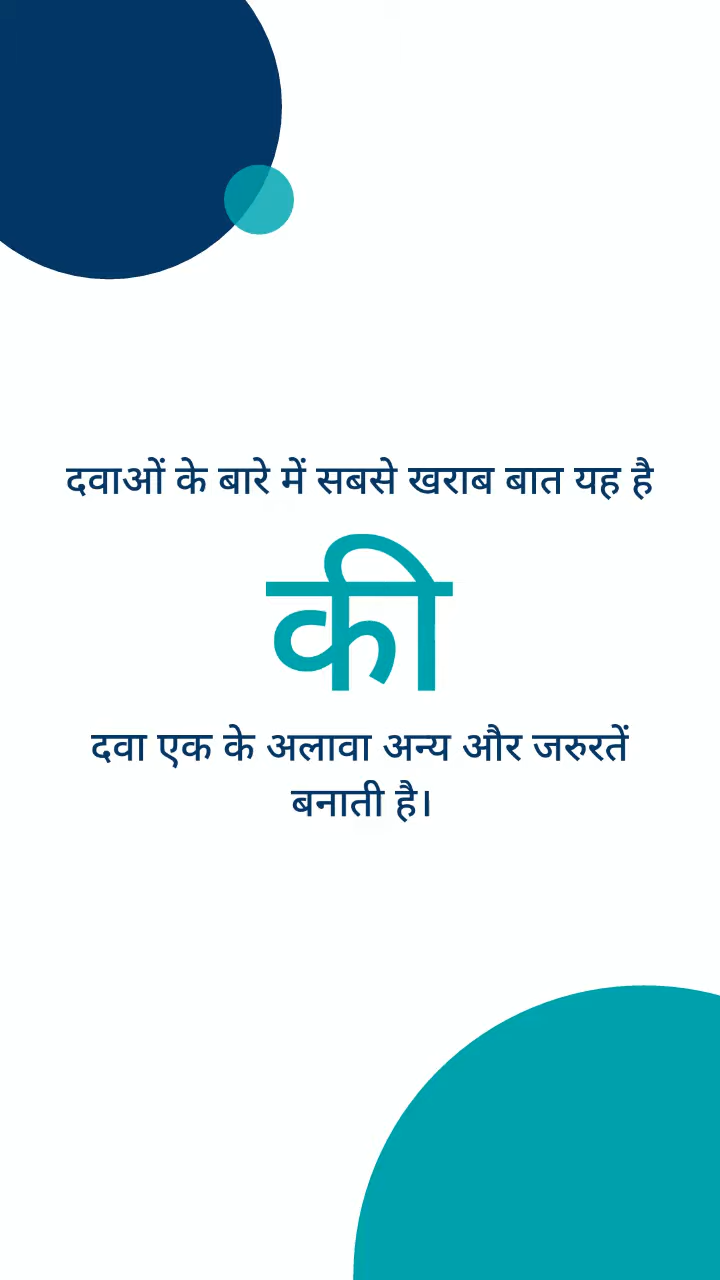 दवाओं के बारे में सबसे खराब बात यह है
की
दवा एक के अलावा अन्य और जरुरतें
बनाती है।